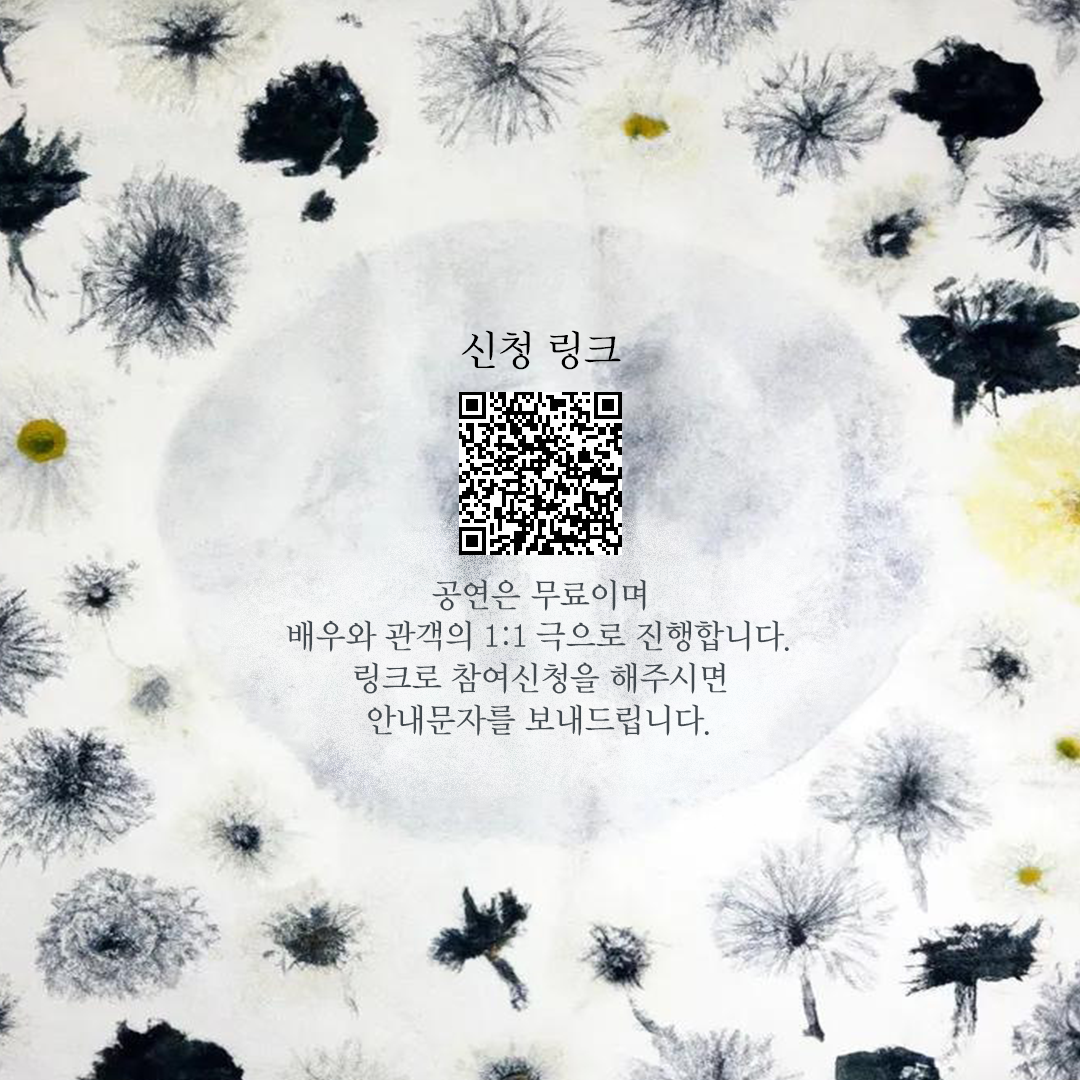 신청 링크
공연은 무료이며
배우와 관객의 1:1 극으로 진행합니다.
링크로 참여신청을 해주시면
안내문자를 보내드립니다.